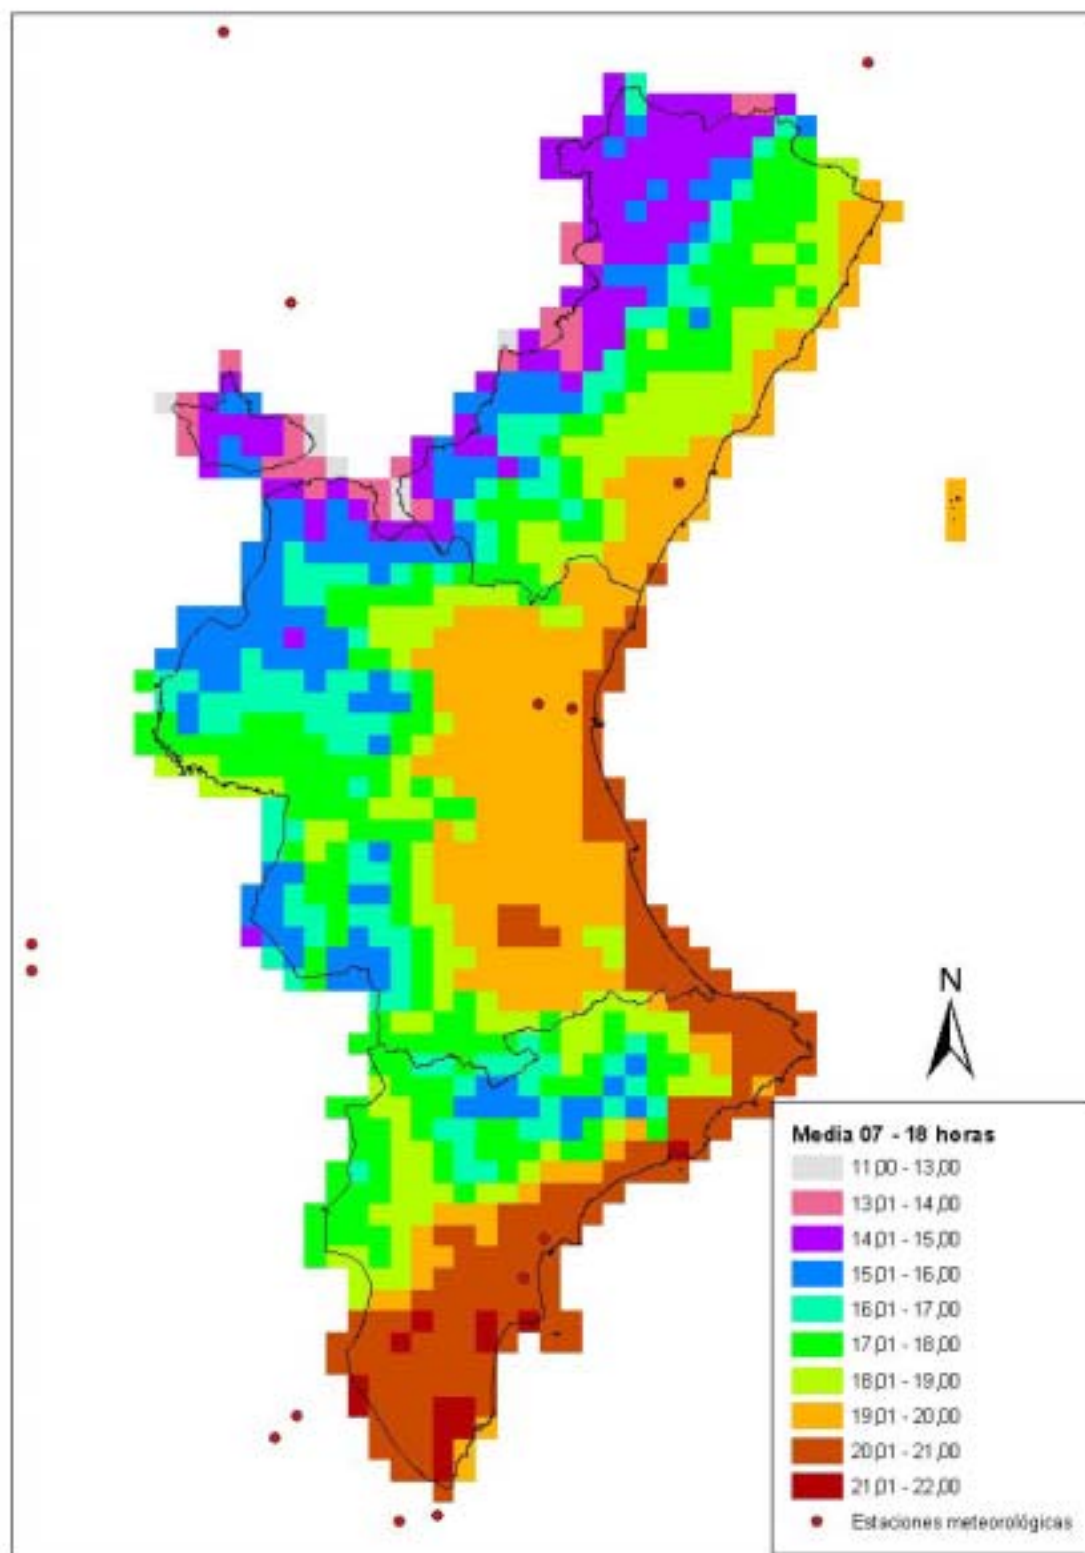 N
Media 07 - 18 horas
11,00 - 13,00
13,01 - 14,00
14,01 - 15,00
15,01 - 16,00
16,01 - 17,00
17,01 - 18,00
18,01 - 19,00
19,01 - 20,00
20,01 - 21,00
21,01 - 22,00
Estaciones meteorológicas